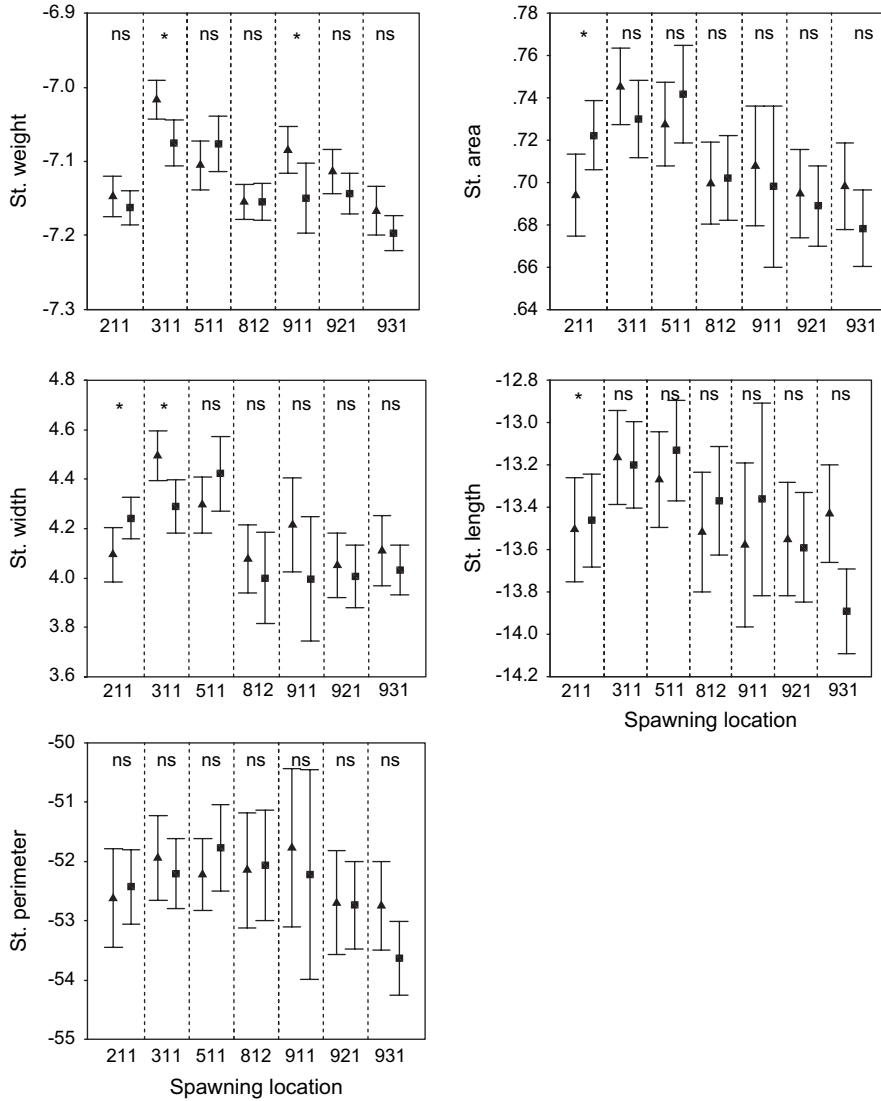 -6.9
-7.0
-7.1
-7.2
-7.3
St. weight
ns * ns ns * ns ns
211 311 511 812 911 921 931
.78
.76
.74
.72
.70
.68
.66
.64
St. area
* ns ns ns ns ns ns
211 311 511 812 911 921 931
4.8
4.6
4.4
4.2
4.0
3.8
3.6
St. width
* * ns ns ns ns ns
211 311 511 812 911 921 931
-12.8
-13.0
-13.2
-13.6
-14.0
-14.2
St. length
* ns ns ns ns ns ns
211 311 511 812 911 921 931
Spawning location
-50
-51
-52
-53
-54
-55
St. perimeter
ns ns ns ns ns ns ns
211 311 511 812 911 921 931
Spawning location